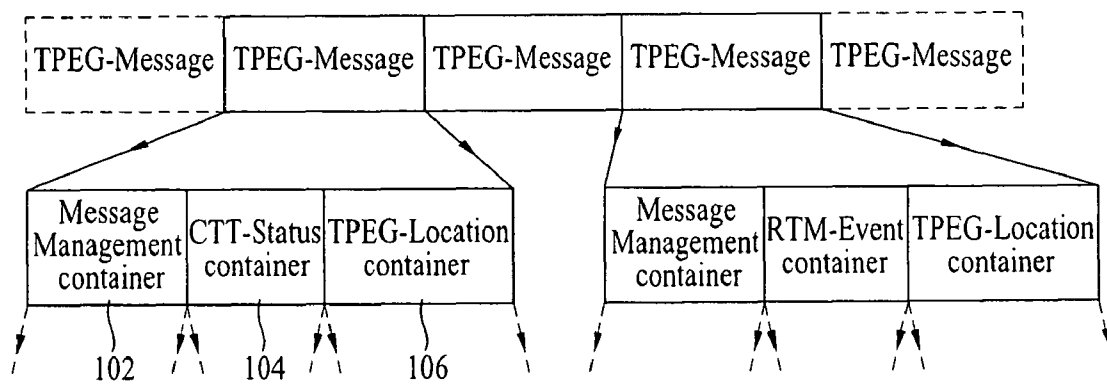 TPEG-Message TPEG-Message TPEG-Message TPEG-Message TPEG-Message
Message
Management
container
CTT-Status
container
TPEG-Location
container
Message
Management
container
RTM-Event
container
TPEG-Location
container
102
104
106